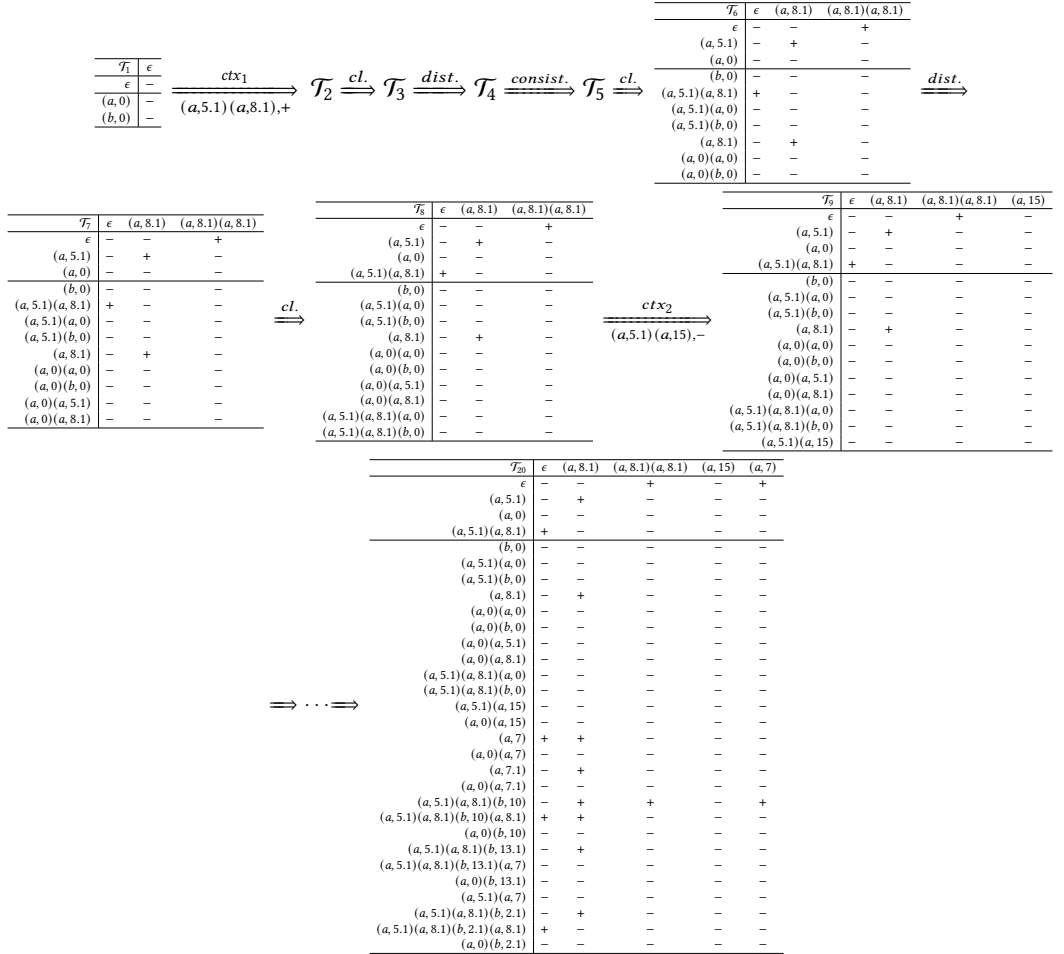 𝒯₁ ϵ
ϵ −
(a, 0) −
(b, 0) −
ctx₁
(a,5.1)(a,8.1),+
𝒯₂ cl. 𝒯₃ dist. 𝒯₄ consist. 𝒯₅ cl.
𝒯₆ ϵ (a, 8.1) (a, 8.1)(a, 8.1)
ϵ − − +
(a, 5.1) − + −
(a, 0) − − −
(b, 0) − − −
(a, 5.1)(a, 8.1) + − −
(a, 5.1)(a, 0) − − −
(a, 5.1)(b, 0) − − −
(a, 8.1) − + −
(a, 0)(a, 0) − − −
(a, 0)(b, 0) − − −
dist.
𝒯₇ ϵ (a, 8.1) (a, 8.1)(a, 8.1)
ϵ − − +
(a, 5.1) − + −
(a, 0) − − −
(b, 0) − − −
(a, 5.1)(a, 8.1) + − −
(a, 5.1)(a, 0) − − −
(a, 5.1)(b, 0) − − −
(a, 8.1) − + −
(a, 0)(a, 0) − − −
(a, 0)(b, 0) − − −
(a, 0)(a, 5.1) − − −
(a, 0)(a, 8.1) − − −
cl.
𝒯₈ ϵ (a, 8.1) (a, 8.1)(a, 8.1)
ϵ − − +
(a, 5.1) − + −
(a, 0) − − −
(a, 5.1)(a, 8.1) + − −
(b, 0) − − −
(a, 5.1)(a, 0) − − −
(a, 5.1)(b, 0) − − −
(a, 8.1) − + −
(a, 0)(a, 0) − − −
(a, 0)(b, 0) − − −
(a, 0)(a, 5.1) − − −
(a, 0)(a, 8.1) − − −
(a, 5.1)(a, 8.1)(a, 0) − − −
(a, 5.1)(a, 8.1)(b, 0) − − −
ctx₂
(a,5.1)(a,15),−
𝒯₉ ϵ (a, 8.1) (a, 8.1)(a, 8.1) (a, 15)
ϵ − − + −
(a, 5.1) − + − −
(a, 0) − − − −
(a, 5.1)(a, 8.1) + − − −
(b, 0) − − − −
(a, 5.1)(a, 0) − − − −
(a, 5.1)(b, 0) − − − −
(a, 8.1) − + − −
(a, 0)(a, 0) − − − −
(a, 0)(b, 0) − − − −
(a, 0)(a, 5.1) − − − −
(a, 0)(a, 8.1) − − − −
(a, 5.1)(a, 8.1)(a, 0) − − − −
(a, 5.1)(a, 8.1)(b, 0) − − − −
(a, 5.1)(a, 15) − − − −
⟹ · · · ⟹
𝒯₂₀ ϵ (a, 8.1) (a, 8.1)(a, 8.1) (a, 15) (a, 7)
ϵ − − + − +
(a, 5.1) − + − − −
(a, 0) − − − − −
(a, 5.1)(a, 8.1) + − − − −
(b, 0) − − − − −
(a, 5.1)(a, 0) − − − − −
(a, 5.1)(b, 0) − − − − −
(a, 8.1) − + − − −
(a, 0)(a, 0) − − − − −
(a, 0)(b, 0) − − − − −
(a, 0)(a, 5.1) − − − − −
(a, 0)(a, 8.1) − − − − −
(a, 5.1)(a, 8.1)(a, 0) − − − − −
(a, 5.1)(a, 8.1)(b, 0) − − − − −
(a, 5.1)(a, 15) − − − − −
(a, 0)(a, 15) − − − − −
(a, 7) + + − − −
(a, 0)(a, 7) − − − − −
(a, 7.1) − + − − −
(a, 0)(a, 7.1) − − − − −
(a, 5.1)(a, 8.1)(b, 10) − + + − +
(a, 5.1)(a, 8.1)(b, 10)(a, 8.1) + + − − −
(a, 0)(b, 10) − − − − −
(a, 5.1)(a, 8.1)(b, 13.1) − + − − −
(a, 5.1)(a, 8.1)(b, 13.1)(a, 7) − − − − −
(a, 0)(b, 13.1) − − − − −
(a, 5.1)(a, 7) − − − − −
(a, 5.1)(a, 8.1)(b, 2.1) − + − − −
(a, 5.1)(a, 8.1)(b, 2.1)(a, 8.1) + − − − −
(a, 0)(b, 2.1) − − − − −